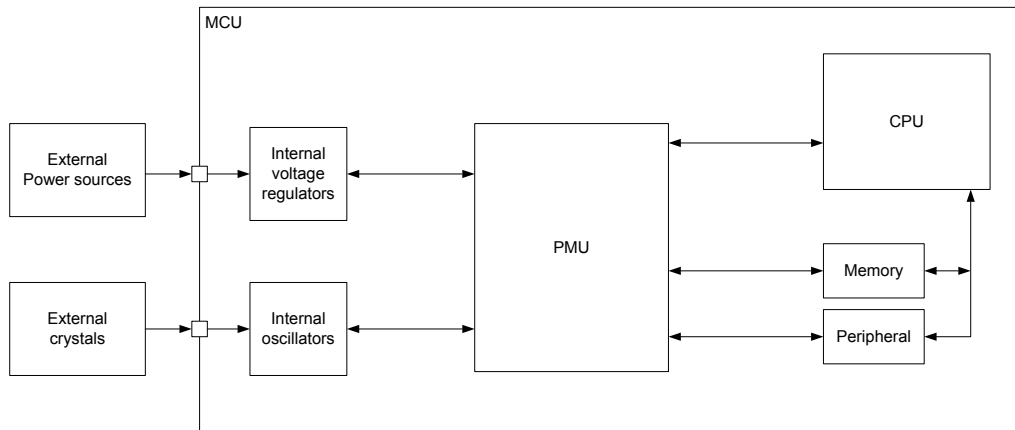 MCU
CPU
External
Power sources
Internal
voltage
regulators
PMU
Memory
External
crystals
Internal
oscillators
Peripheral